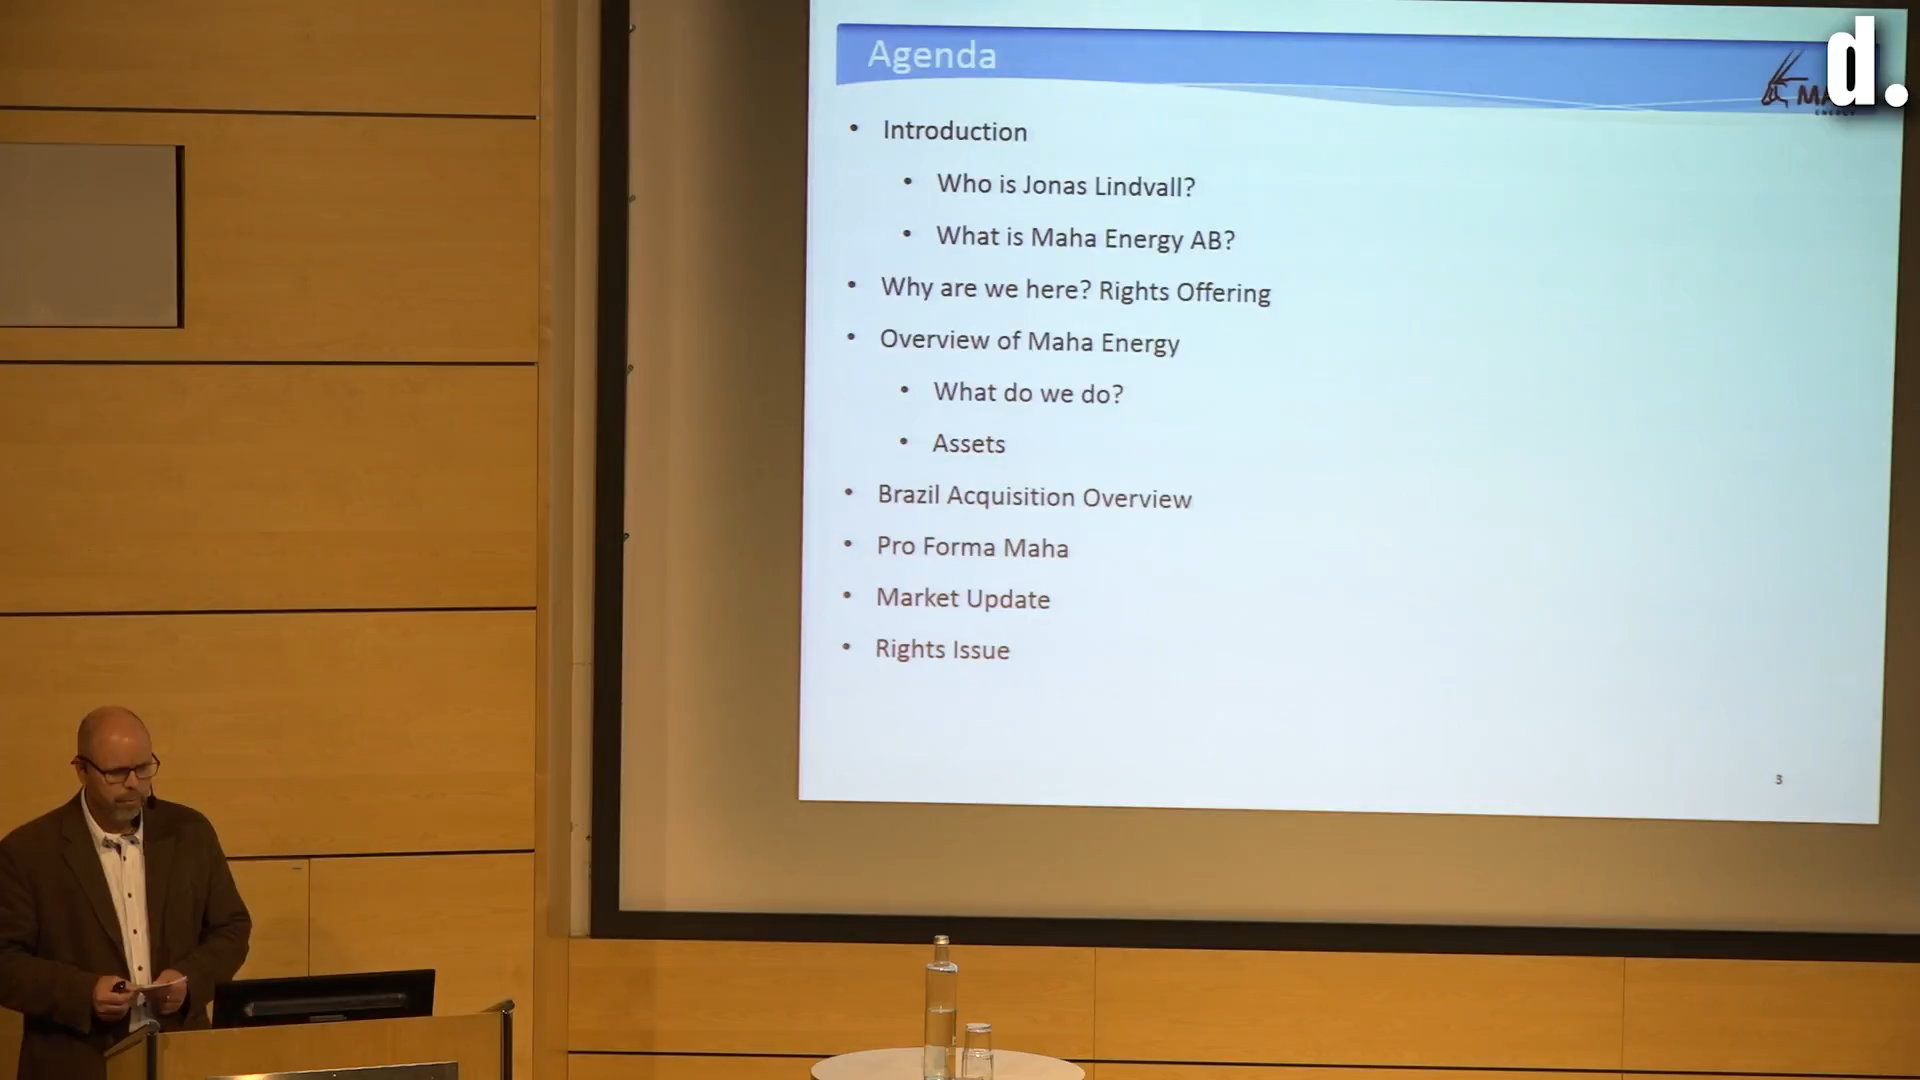 Agenda
d.
• Introduction
• Who is Jonas Lindvall?
• What is Maha Energy AB?
• Why are we here? Rights Offering
• Overview of Maha Energy
• What do we do?
• Assets
• Brazil Acquisition Overview
• Pro Forma Maha
• Market Update
• Rights Issue
3